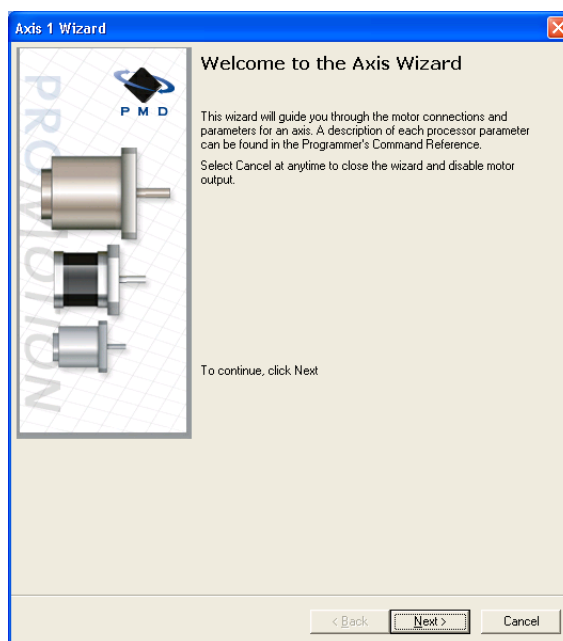 Axis 1 Wizard
PRO/MOTION
PMD
Welcome to the Axis Wizard
This wizard will guide you through the motor connections and
parameters for an axis. A description of each processor parameter
can be found in the Programmer's Command Reference.
Select Cancel at anytime to close the wizard and disable motor
output.
To continue, click Next
< Back
Next >
Cancel